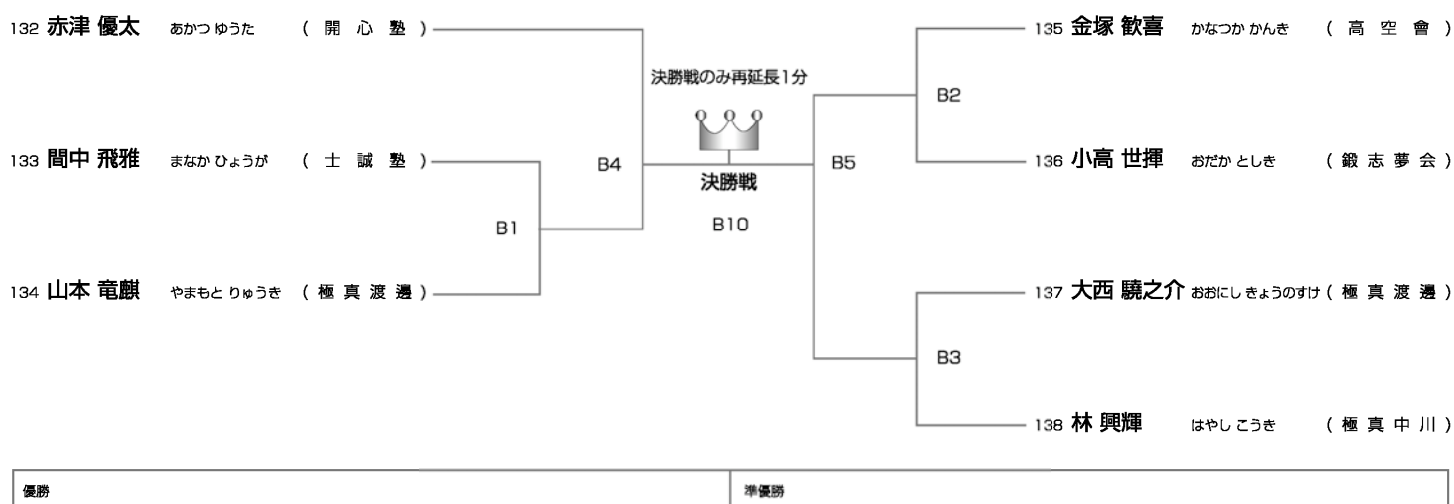 132 赤津 優太 あかつ ゆうた ( 開 心 塾 )
133 間中 飛雅 まなか ひょうが ( 士 誠 塾 )
134 山本 竜麒 やまもと りゅうき ( 極 真 渡 邊 )
B1
B4
決勝戦のみ再延長1分
決勝戦
B10
B5
B2
B3
135 金塚 歓喜 かなつか かんき ( 高 空 會 )
136 小高 世揮 おだか としき ( 鍛 志 夢 会 )
137 大西 驍之介 おおにし きょうのすけ ( 極 真 渡 邊 )
138 林 興輝 はやし こうき ( 極 真 中 川 )
優勝
準優勝